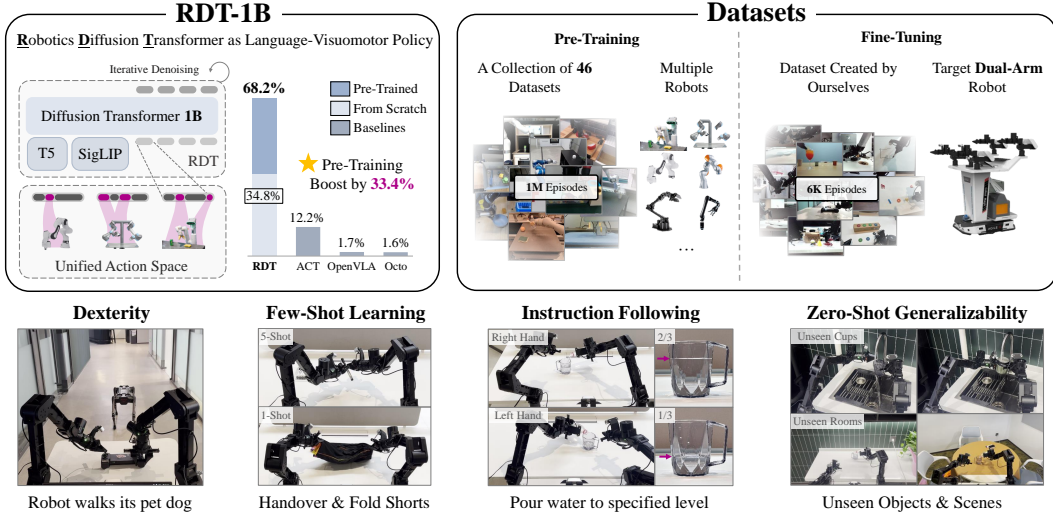 RDT-1B
Robotics Diffusion Transformer as Language-Visuomotor Policy
Iterative Denoising
Diffusion Transformer 1B
T5
SigLIP
RDT
Unified Action Space
68.2%
Pre-Trained
From Scratch
Baselines
Pre-Training
Boost by 33.4%
34.8%
12.2%
1.7%
1.6%
RDT
ACT
OpenVLA
Octo
Datasets
Pre-Training
A Collection of 46
Datasets
Multiple
Robots
1M Episodes
...
Fine-Tuning
Dataset Created by
Ourselves
Target Dual-Arm
Robot
6K Episodes
Dexterity
Robot walks its pet dog
Few-Shot Learning
5-Shot
1-Shot
Handover & Fold Shorts
Instruction Following
Right Hand
2/3
Left Hand
1/3
Pour water to specified level
Zero-Shot Generalizability
Unseen Cups
Unseen Rooms
Unseen Objects & Scenes